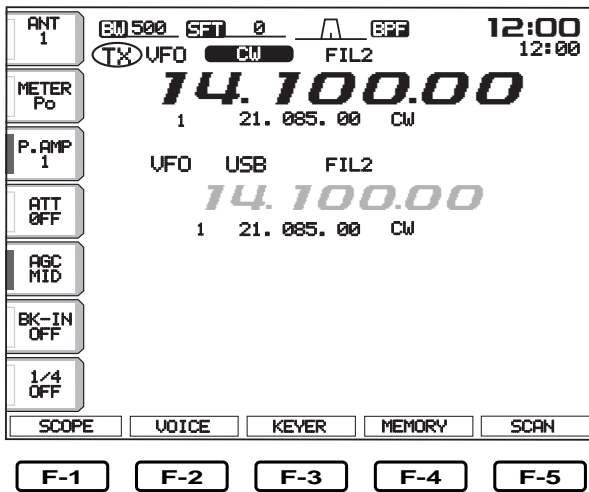 ANT
1
BW 500 SFT 0 BPF 12:00
TX VFO CW FIL2 12:00
METER
Po
14.100.00
1 21.085.00 CW
P.AMP
1
VFO USB FIL2
ATT
OFF
14.100.00
1 21.085.00 CW
AGC
MID
BK-IN
OFF
1/4
OFF
SCOPE VOICE KEYER MEMORY SCAN
F-1 F-2 F-3 F-4 F-5